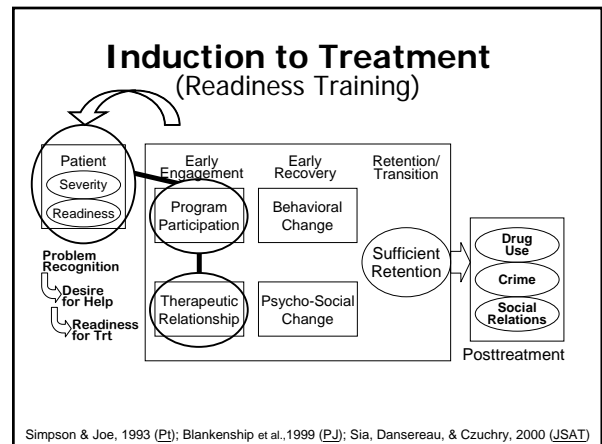 Induction to Treatment
(Readiness Training)
Patient
Severity
Readiness
Problem
Recognition
Desire
for Help
Readiness
for Trt
Early
Engagement
Program
Participation
Therapeutic
Relationship
Early
Recovery
Behavioral
Change
Psycho-Social
Change
Retention/
Transition
Sufficient
Retention
Drug
Use
Crime
Social
Relations
Posttreatment
Simpson & Joe, 1993 (Pt); Blankenship et al.,1999 (PJ); Sia, Dansereau, & Czuchry, 2000 (JSAT)